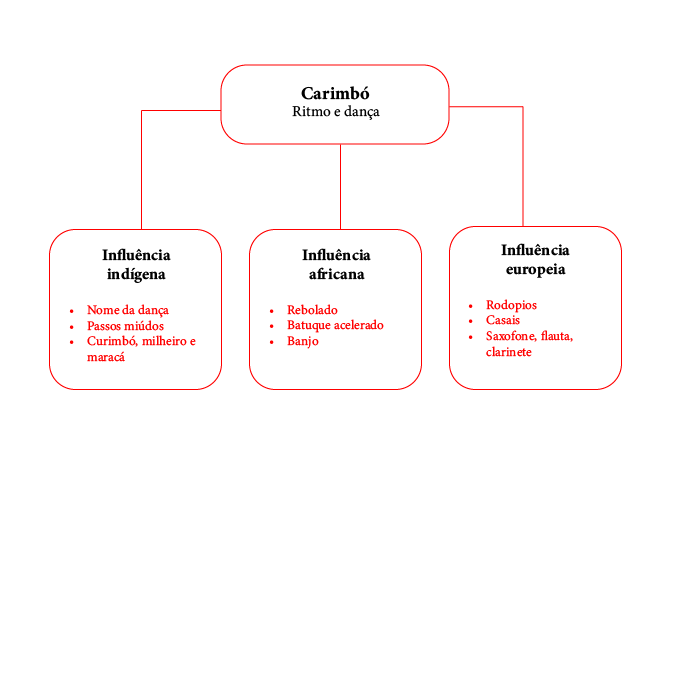 Carimbó
Ritmo e dança
Influência
indígena
• Nome da dança
• Passos miúdos
• Curimbó, milheiro e
maracá
Influência
africana
• Rebolado
• Batuque acelerado
• Banjo
Influência
europeia
• Rodopios
• Casais
• Saxofone, flauta,
clarinete